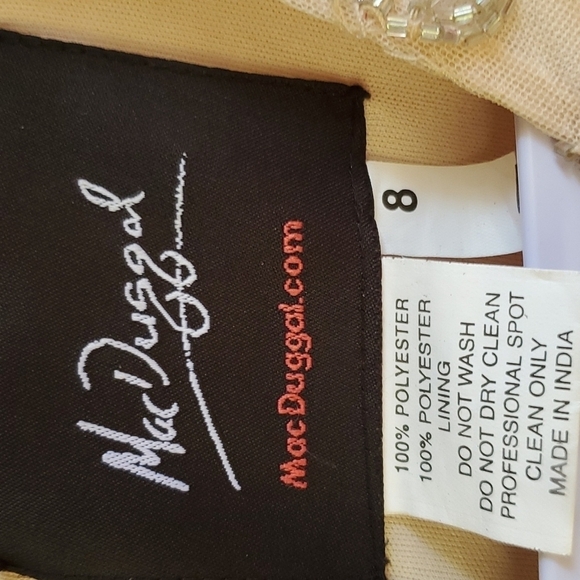 Mac Duggal
MacDuggal.com
8
100% POLYESTER
100% POLYESTER
LINING
DO NOT WASH
DO NOT DRY CLEAN
PROFESSIONAL SPOT
CLEAN ONLY
MADE IN INDIA